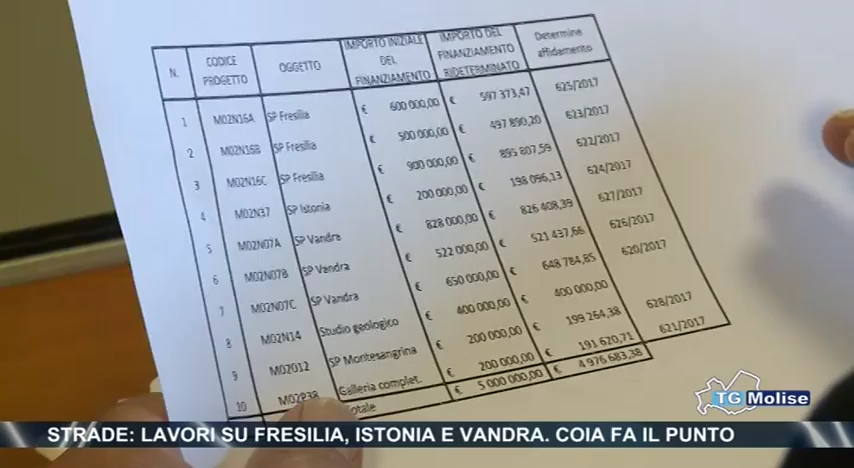 N. CODICE PROGETTO OGGETTO IMPORTO INIZIALE DEL FINANZIAMENTO IMPORTO DEL FINANZIAMENTO RIDETERMINATO Determine affidamento
1 M02N16A SP Fresilia € 600 000,00 € 597 373,47 625/2017
2 M02N16B SP Fresilia € 500 000,00 € 497 890,20 623/2017
3 M02N16C SP Fresilia € 900 000,00 € 895 807,59 622/2017
4 M02N37 SP Istonia € 200 000,00 € 198 096,13 624/2017
5 M02N07A SP Vandra € 828 000,00 € 826 408,39 627/2017
6 M02N07B SP Vandra € 522 000,00 € 521 437,66 626/2017
7 M02N07C SP Vandra € 650 000,00 € 648 784,85 620/2017
8 M02N14 Studio geologico € 400 000,00 € 400 000,00
9 M02O12 SP Montesangrina € 200 000,00 € 199 264,38 628/2017
10 M02P38 Galleria complet. € 200 000,00 € 191 620,71 621/2017
Totale € 5 000 000,00 € 4 976 683,38
TG Molise
STRADE: LAVORI SU FRESILIA, ISTONIA E VANDRA. COIA FA IL PUNTO